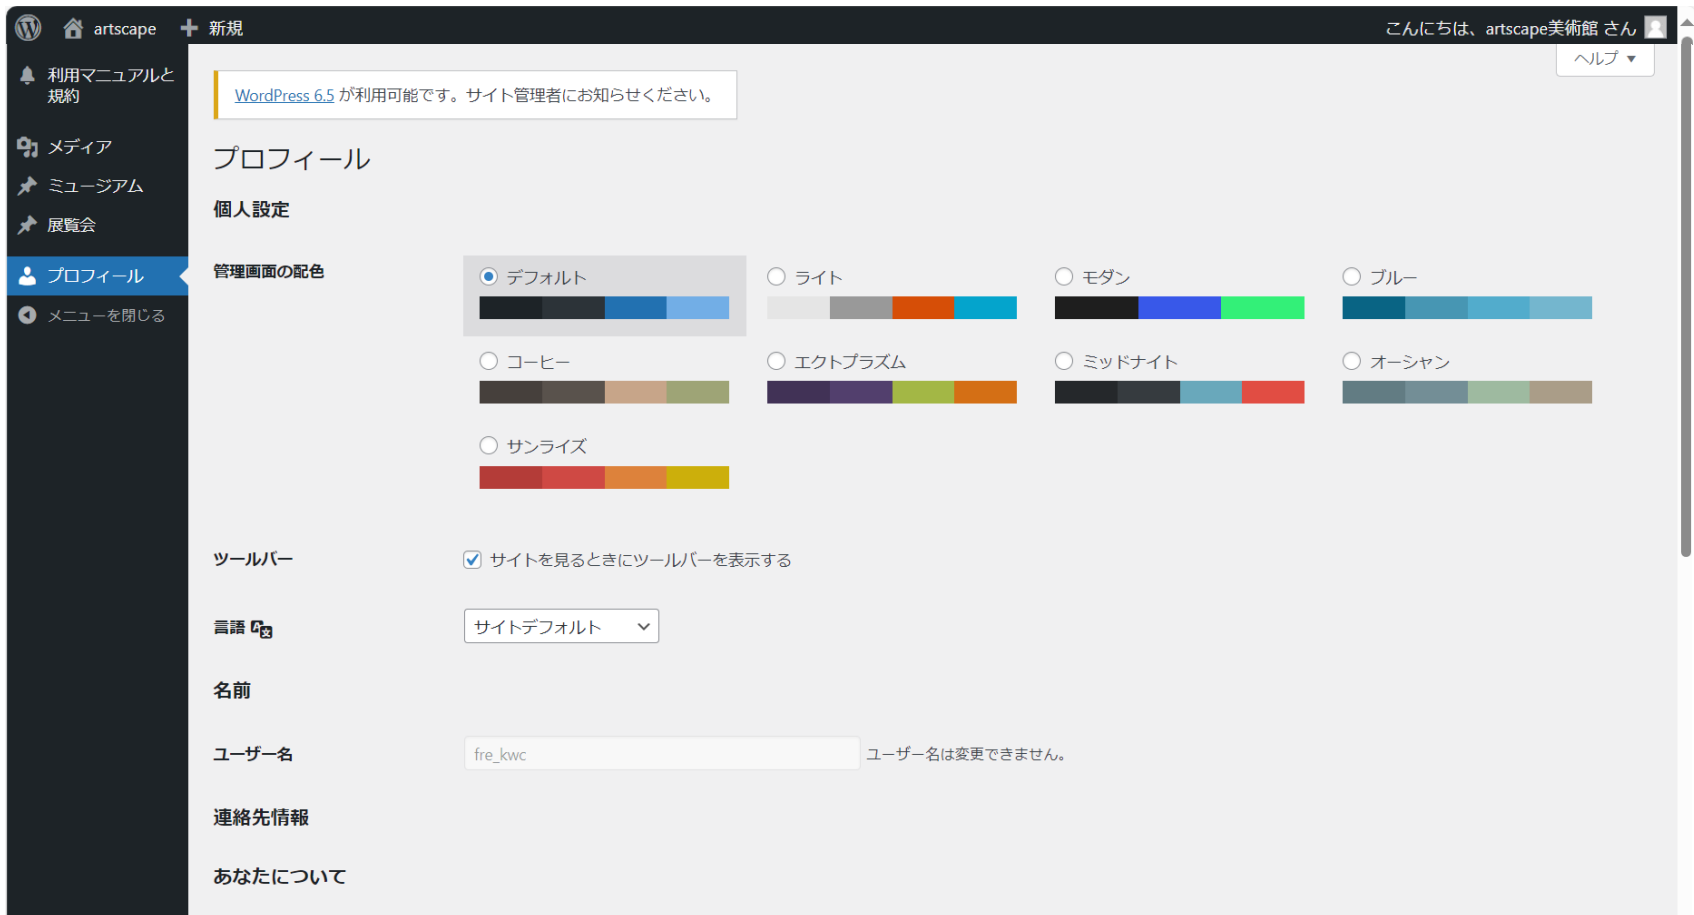 artscape
新規
こんにちは、artscape美術館 さん
ヘルプ
利用マニュアルと
規約
メディア
ミュージアム
展覧会
プロフィール
メニューを閉じる
WordPress 6.5 が利用可能です。サイト管理者にお知らせください。
プロフィール
個人設定
管理画面の配色
デフォルト
ライト
モダン
ブルー
コーヒー
エクトプラズム
ミッドナイト
オーシャン
サンライズ
ツールバー
サイトを見るときにツールバーを表示する
言語
サイトデフォルト
名前
ユーザー名
fre_kwc
ユーザー名は変更できません。
連絡先情報
あなたについて